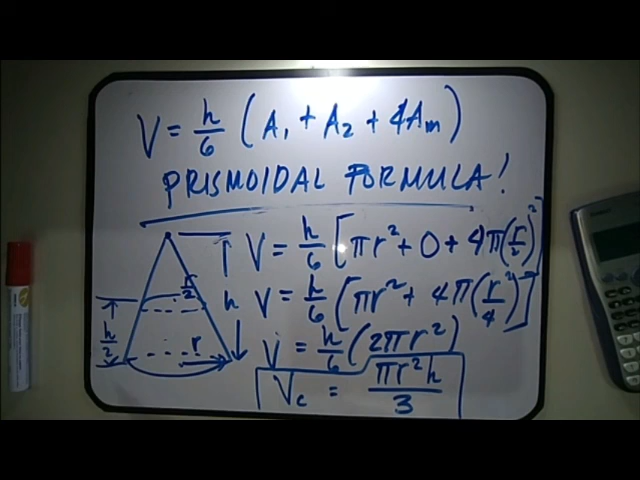 V = h/6 (A₁ + A₂ + 4Aₘ)
PRISMOIDAL FORMULA!
V = h/6 [πr² + 0 + 4π(r/2)²]
V = h/6 [πr² + 4π(r²/4)]
V = h/6 (2πr²)
V_c = πr²h/3
r/2
h
h/2
r